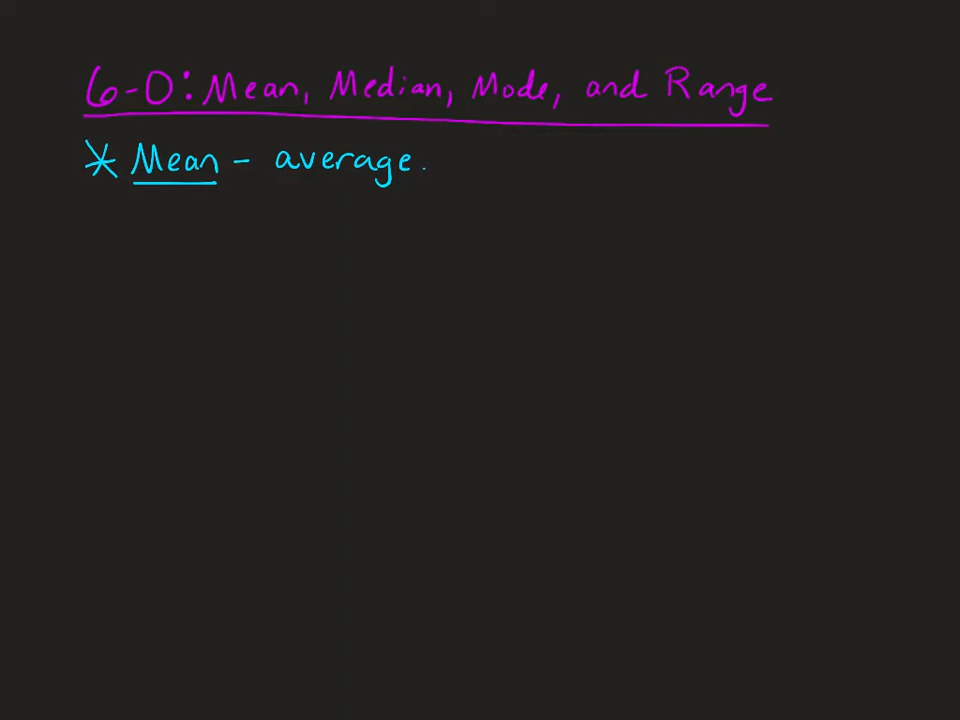 6-0: Mean, Median, Mode, and Range
* Mean - average.